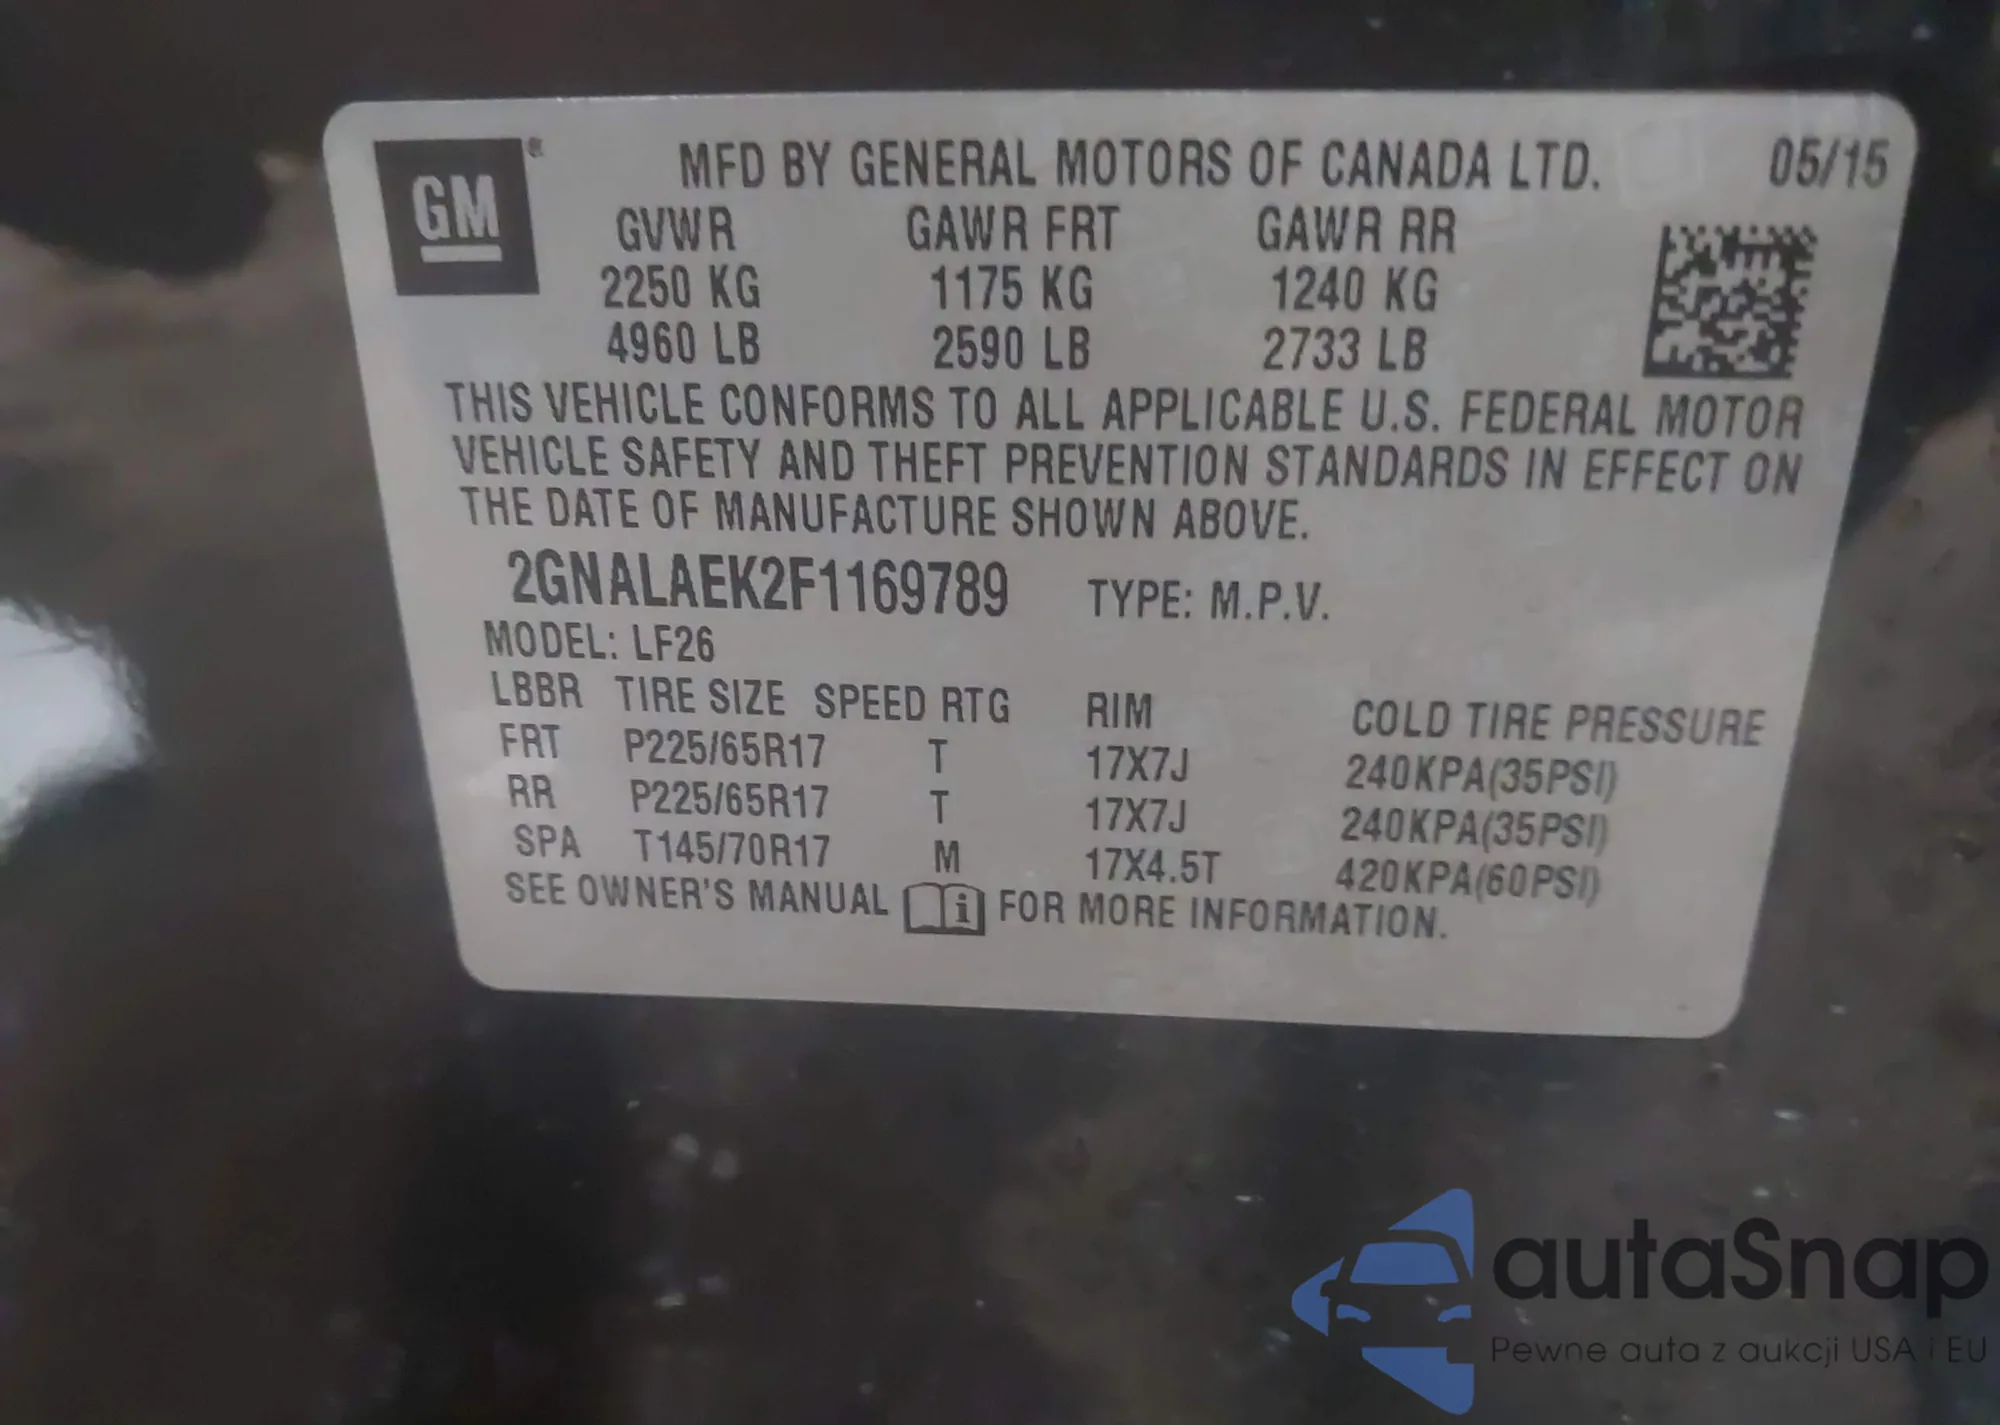 GM ®
MFD BY GENERAL MOTORS OF CANADA LTD. 05/15
GVWR GAWR FRT GAWR RR
2250 KG 1175 KG 1240 KG
4960 LB 2590 LB 2733 LB
THIS VEHICLE CONFORMS TO ALL APPLICABLE U.S. FEDERAL MOTOR
VEHICLE SAFETY AND THEFT PREVENTION STANDARDS IN EFFECT ON
THE DATE OF MANUFACTURE SHOWN ABOVE.
2GNALAEK2F1169789 TYPE: M.P.V.
MODEL: LF26
LBBR TIRE SIZE SPEED RTG RIM COLD TIRE PRESSURE
FRT P225/65R17 T 17X7J 240KPA(35PSI)
RR P225/65R17 T 17X7J 240KPA(35PSI)
SPA T145/70R17 M 17X4.5T 420KPA(60PSI)
SEE OWNER'S MANUAL i FOR MORE INFORMATION.
autaSnap
Pewne auta z aukcji USA i EU